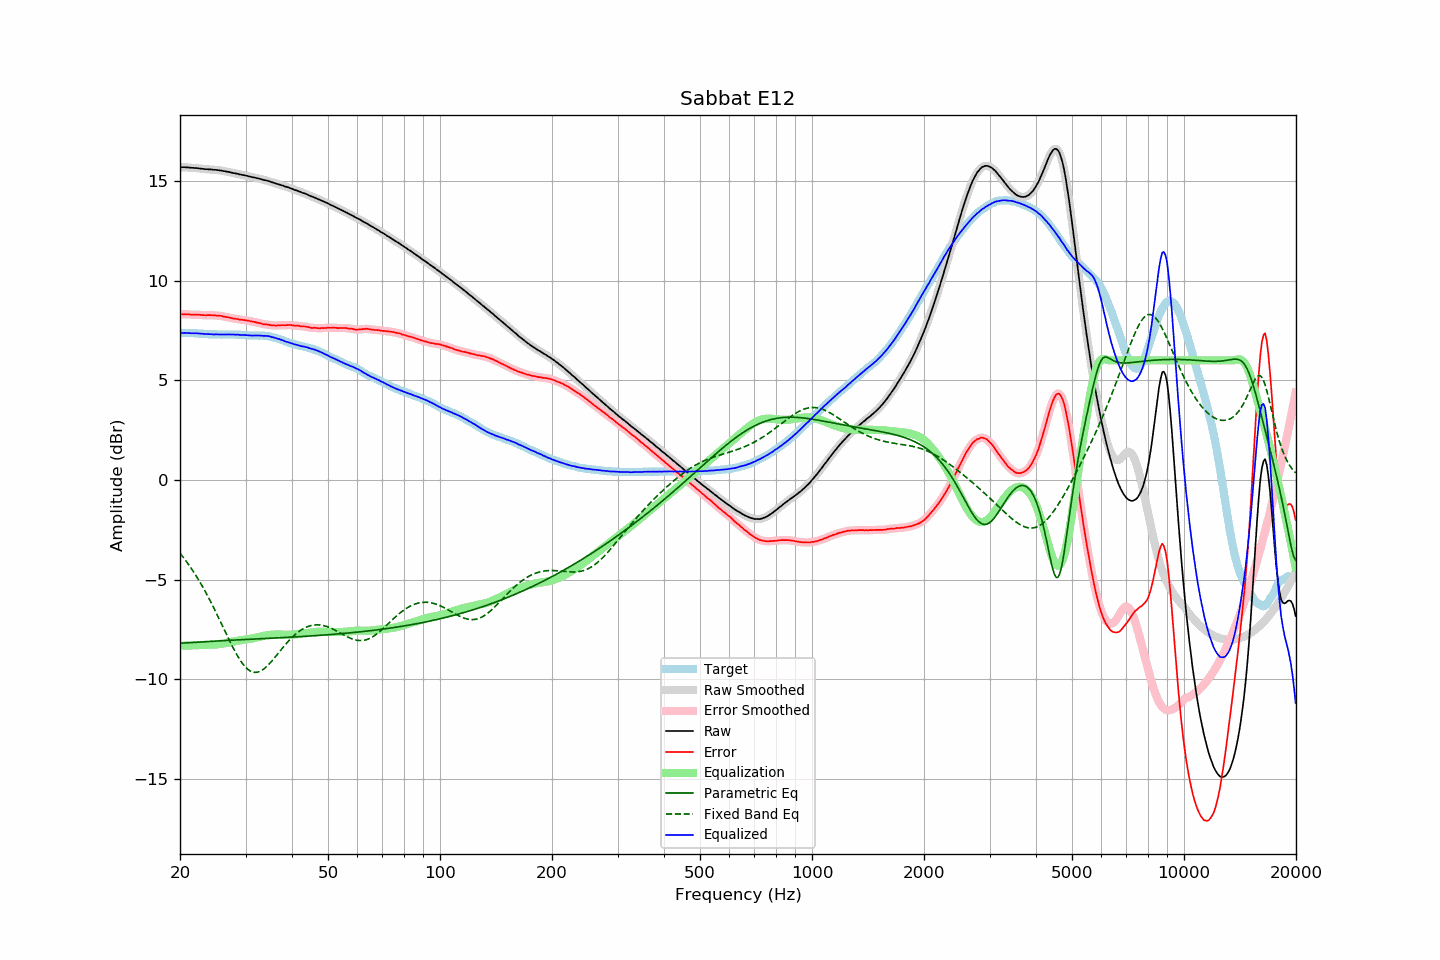 Sabbat E12
Amplitude (dBr)
15
10
5
0
−5
−10
−15
Target
Raw Smoothed
Error Smoothed
Raw
Error
Equalization
Parametric Eq
Fixed Band Eq
Equalized
20
50
100
200
500
1000
2000
5000
10000
20000
Frequency (Hz)